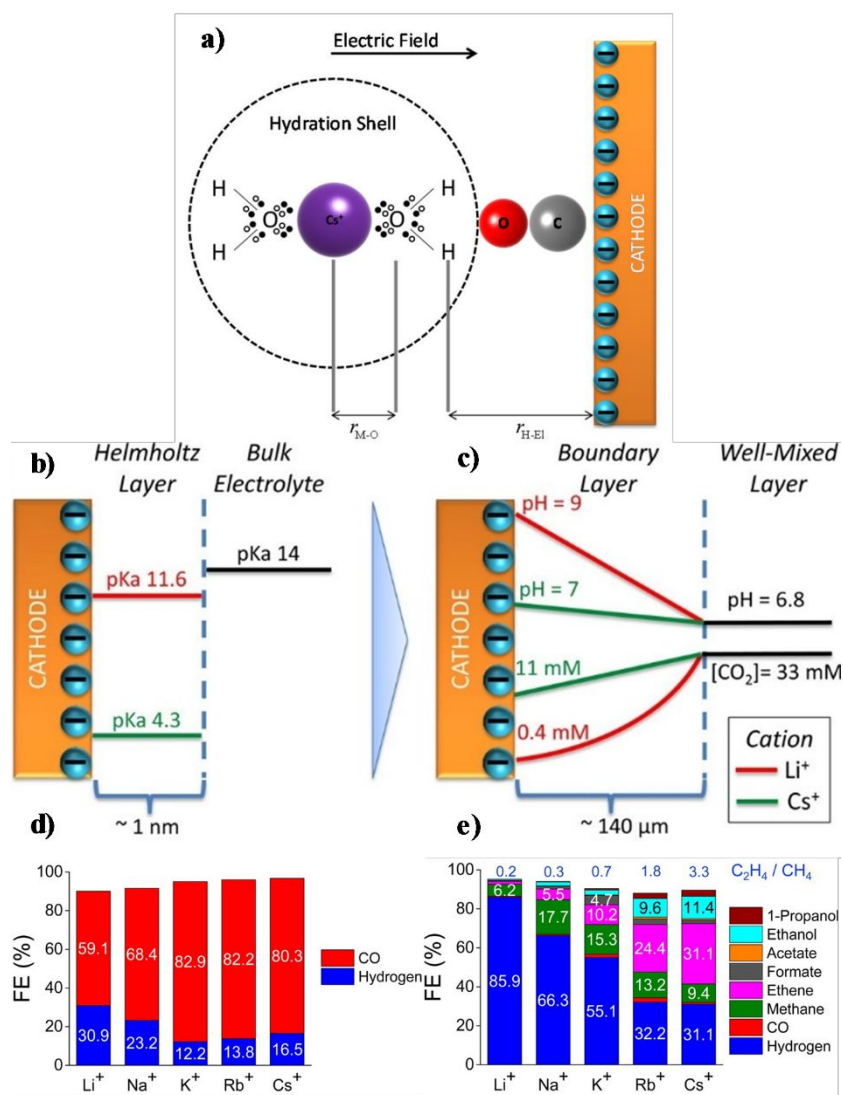 a)
Electric Field
Hydration Shell
H
H
O
Cs+
O
H
H
O
C
CATHODE
rM-O
rH-El
b)
Helmholtz
Layer
Bulk
Electrolyte
pKa 14
pKa 11.6
CATHODE
pKa 4.3
~ 1 nm
c)
Boundary
Layer
Well-Mixed
Layer
pH = 9
pH = 7
pH = 6.8
CATHODE
11 mM
[CO2]= 33 mM
0.4 mM
Cation
Li+
Cs+
~ 140 μm
d)
FE (%)
100
80
60
40
20
0
59.1
68.4
82.9
82.2
80.3
30.9
23.2
12.2
13.8
16.5
Li+
Na+
K+
Rb+
Cs+
CO
Hydrogen
e)
FE (%)
100
80
60
40
20
0
0.2
0.3
0.7
1.8
3.3
C2H4 / CH4
6.2
85.9
5.5
17.7
66.3
4.7
10.2
15.3
55.1
9.6
24.4
13.2
32.2
11.4
31.1
9.4
31.1
Li+
Na+
K+
Rb+
Cs+
1-Propanol
Ethanol
Acetate
Formate
Ethene
Methane
CO
Hydrogen